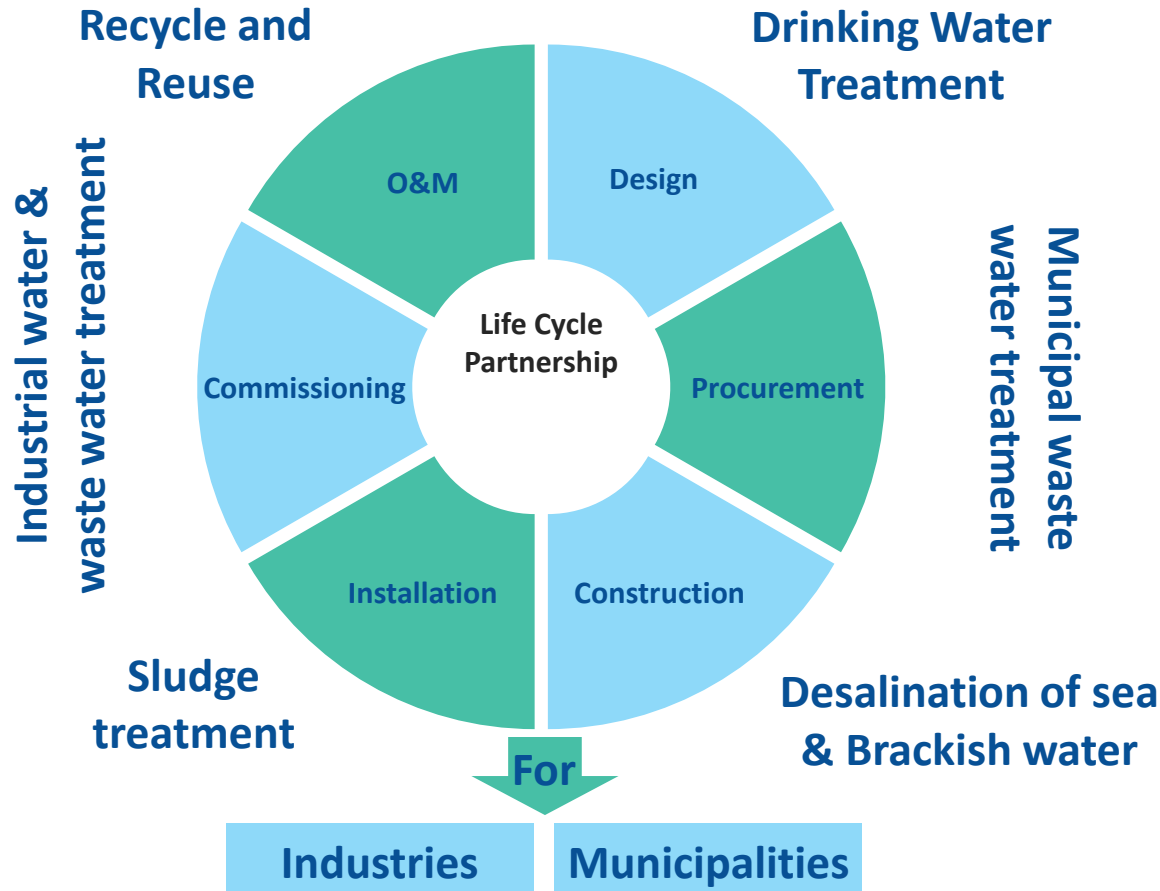 Recycle and
Reuse
Drinking Water
Treatment
O&M
Design
Industrial water &
waste water treatment
Life Cycle
Partnership
Municipal waste
water treatment
Commissioning
Procurement
Installation
Construction
Sludge
treatment
Desalination of sea
& Brackish water
For
Industries
Municipalities